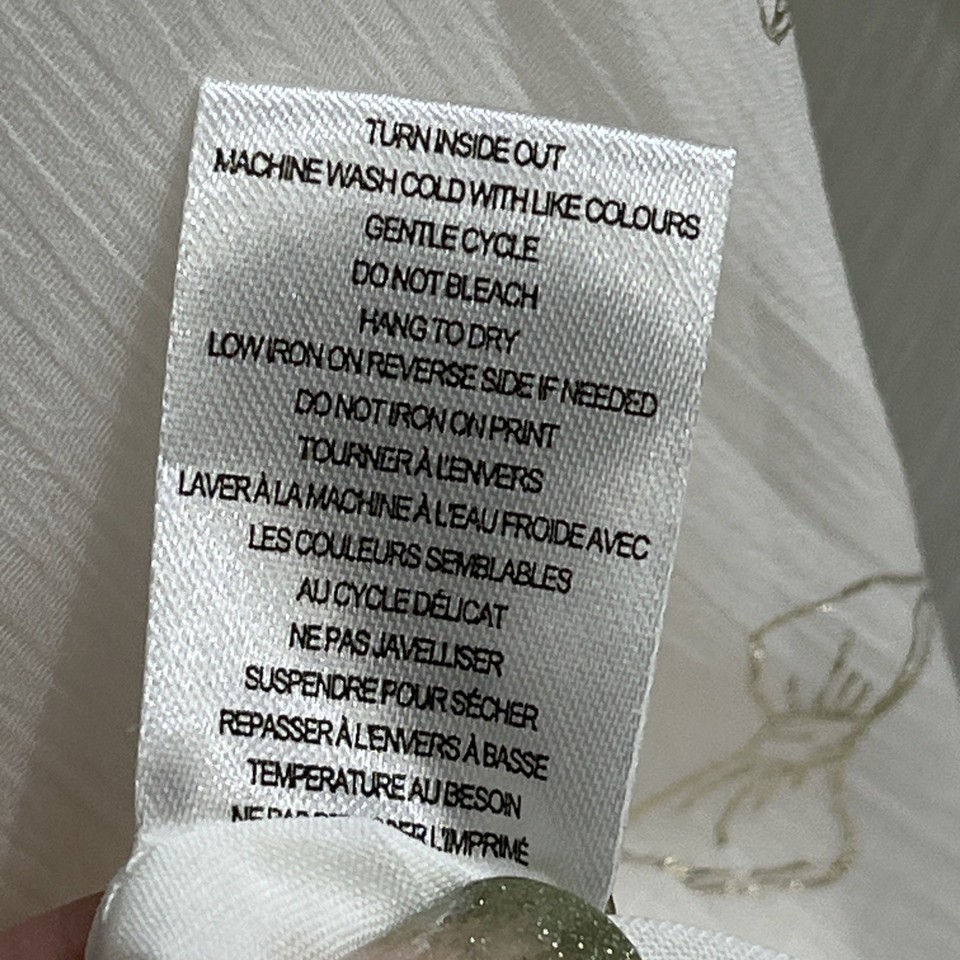 TURN INSIDE OUT
MACHINE WASH COLD WITH LIKE COLOURS
GENTLE CYCLE
DO NOT BLEACH
HANG TO DRY
LOW IRON ON REVERSE SIDE IF NEEDED
DO NOT IRON ON PRINT
TOURNER À L'ENVERS
LAVER À LA MACHINE À L'EAU FROIDE AVEC
LES COULEURS SEMBLABLES
AU CYCLE DÉLICAT
NE PAS JAVELLISER
SUSPENDRE POUR SÉCHER
REPASSER À L'ENVERS À BASSE
TEMPERATURE AU BESOIN
NE PAS L'IMPRIMÉ